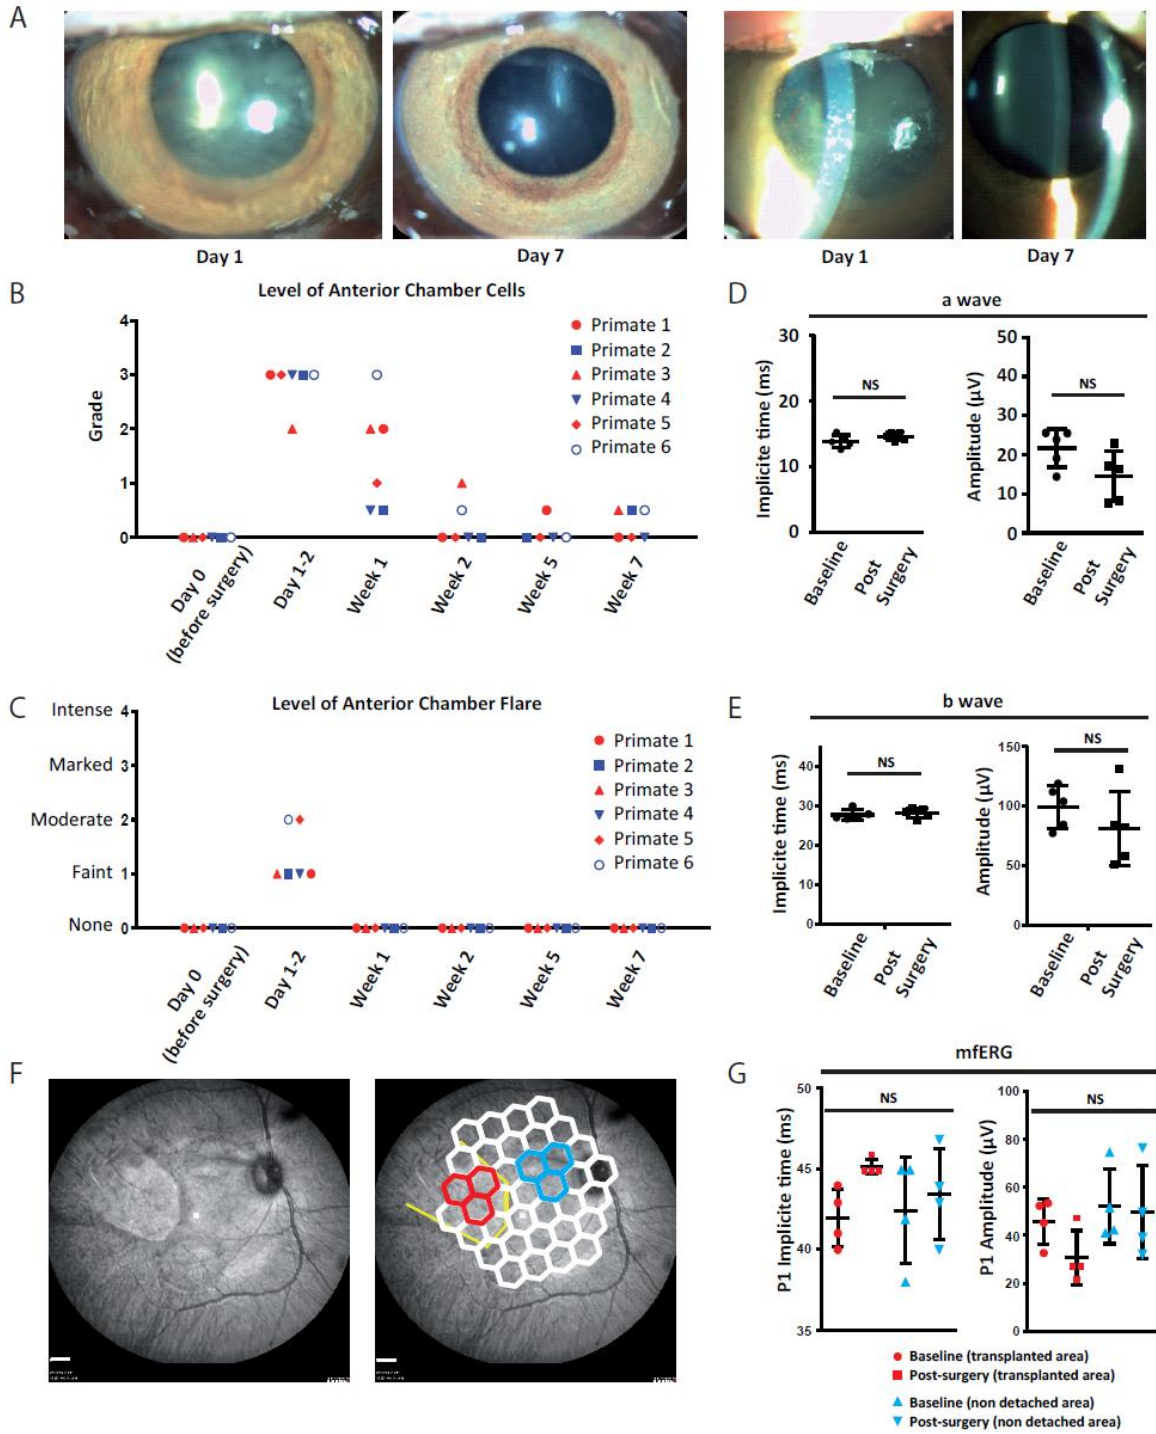 A
Day 1
Day 7
Day 1
Day 7
B
Level of Anterior Chamber Cells
Grade
4
3
2
1
0
Primate 1
Primate 2
Primate 3
Primate 4
Primate 5
Primate 6
Day 0
(before surgery)
Day 1-2
Week 1
Week 2
Week 5
Week 7
D
a wave
Implicite time (ms)
30
20
10
0
NS
Baseline
Post
Surgery
Amplitude (µV)
50
40
30
20
10
0
NS
Baseline
Post
Surgery
C
Level of Anterior Chamber Flare
Intense 4
Marked 3
Moderate 2
Faint 1
None 0
Primate 1
Primate 2
Primate 3
Primate 4
Primate 5
Primate 6
Day 0
(before surgery)
Day 1-2
Week 1
Week 2
Week 5
Week 7
E
b wave
Implicite time (ms)
40
30
20
10
0
NS
Baseline
Post
Surgery
Amplitude (µV)
150
100
50
0
NS
Baseline
Post
Surgery
F
G
mfERG
P1 Implicite time (ms)
50
45
40
35
NS
P1 Amplitude (µV)
100
80
60
40
20
0
NS
Baseline (transplanted area)
Post-surgery (transplanted area)
Baseline (non detached area)
Post-surgery (non detached area)